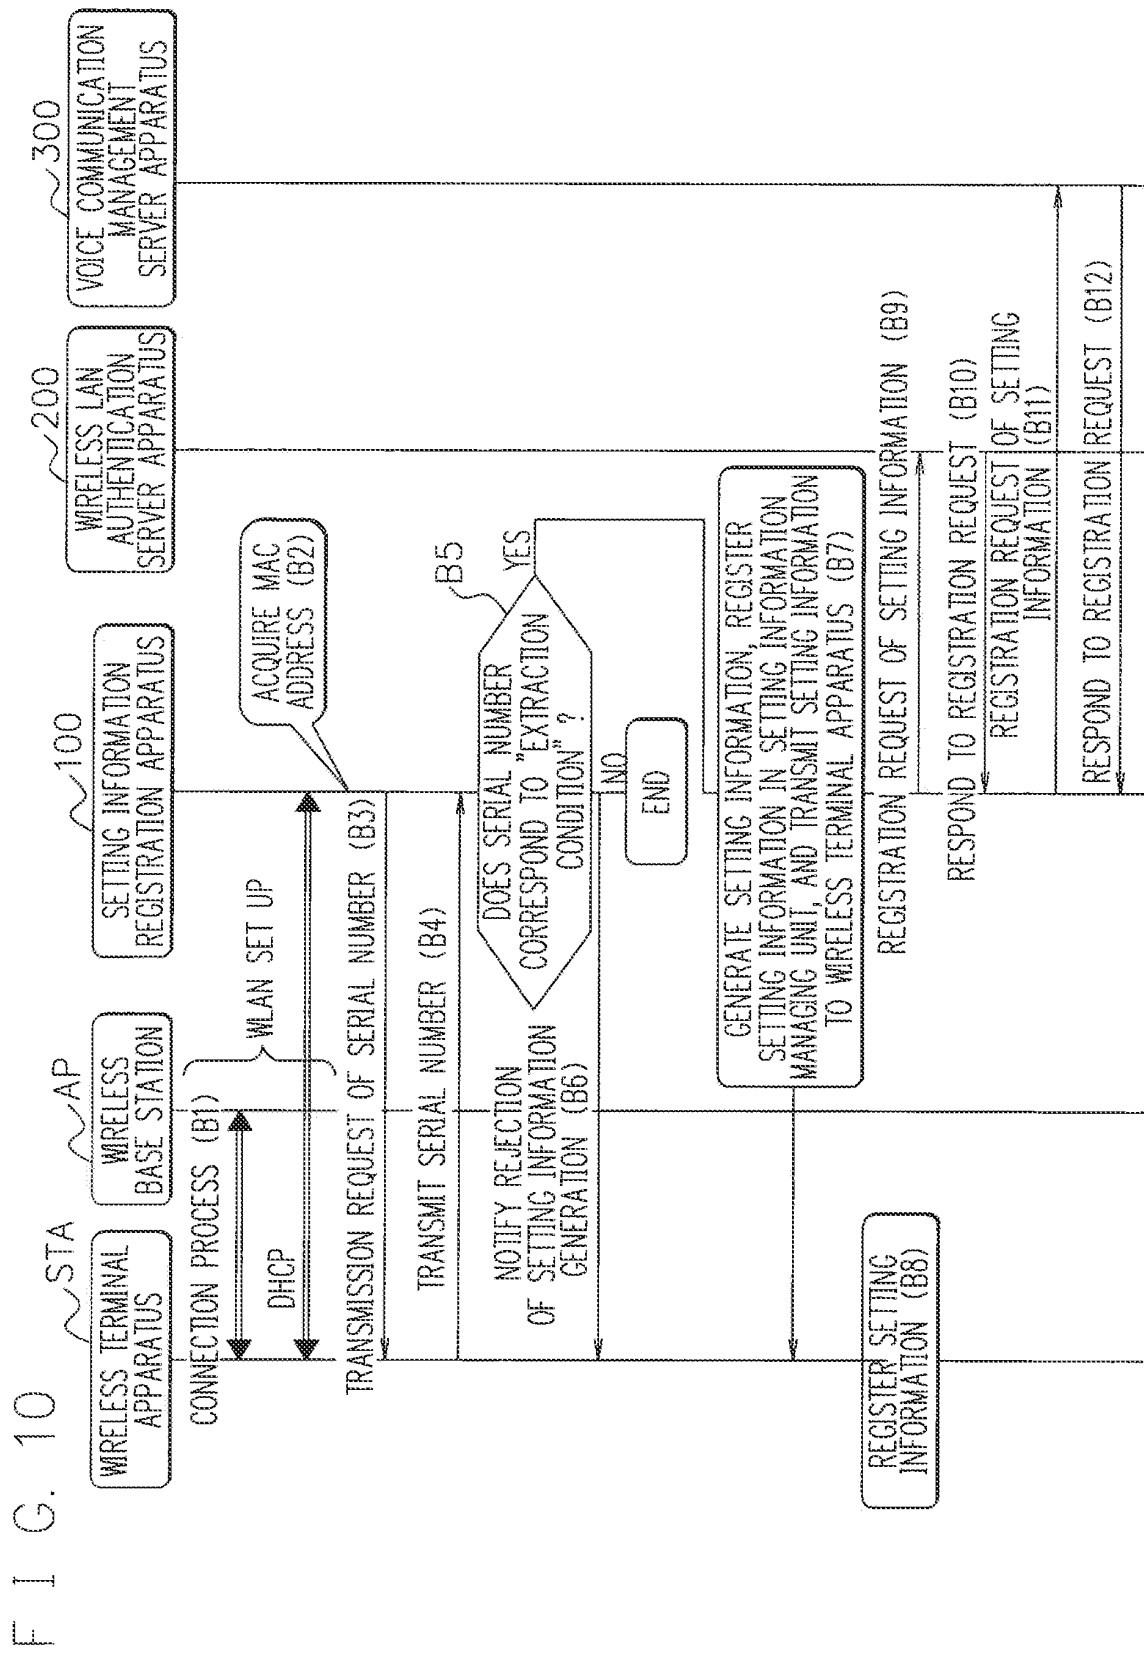 F I G. 10
STA
WIRELESS TERMINAL
APPARATUS
AP
WIRELESS
BASE STATION
100
SETTING INFORMATION
REGISTRATION APPARATUS
200
WIRELESS LAN
AUTHENTICATION
SERVER APPARATUS
300
VOICE COMMUNICATION
MANAGEMENT
SERVER APPARATUS
CONNECTION PROCESS (B1)
WLAN SET UP
DHCP
ACQUIRE MAC
ADDRESS (B2)
TRANSMISSION REQUEST OF SERIAL NUMBER (B3)
TRANSMIT SERIAL NUMBER (B4)
B5
DOES SERIAL NUMBER
CORRESPOND TO "EXTRACTION
CONDITION" ?
YES
NO
END
NOTIFY REJECTION
OF SETTING INFORMATION
GENERATION (B6)
GENERATE SETTING INFORMATION, REGISTER
SETTING INFORMATION IN SETTING INFORMATION
MANAGING UNIT, AND TRANSMIT SETTING INFORMATION
TO WIRELESS TERMINAL APPARATUS (B7)
REGISTER SETTING
INFORMATION (B8)
REGISTRATION REQUEST OF SETTING INFORMATION (B9)
RESPOND TO REGISTRATION REQUEST (B10)
REGISTRATION REQUEST OF SETTING
INFORMATION (B11)
RESPOND TO REGISTRATION REQUEST (B12)